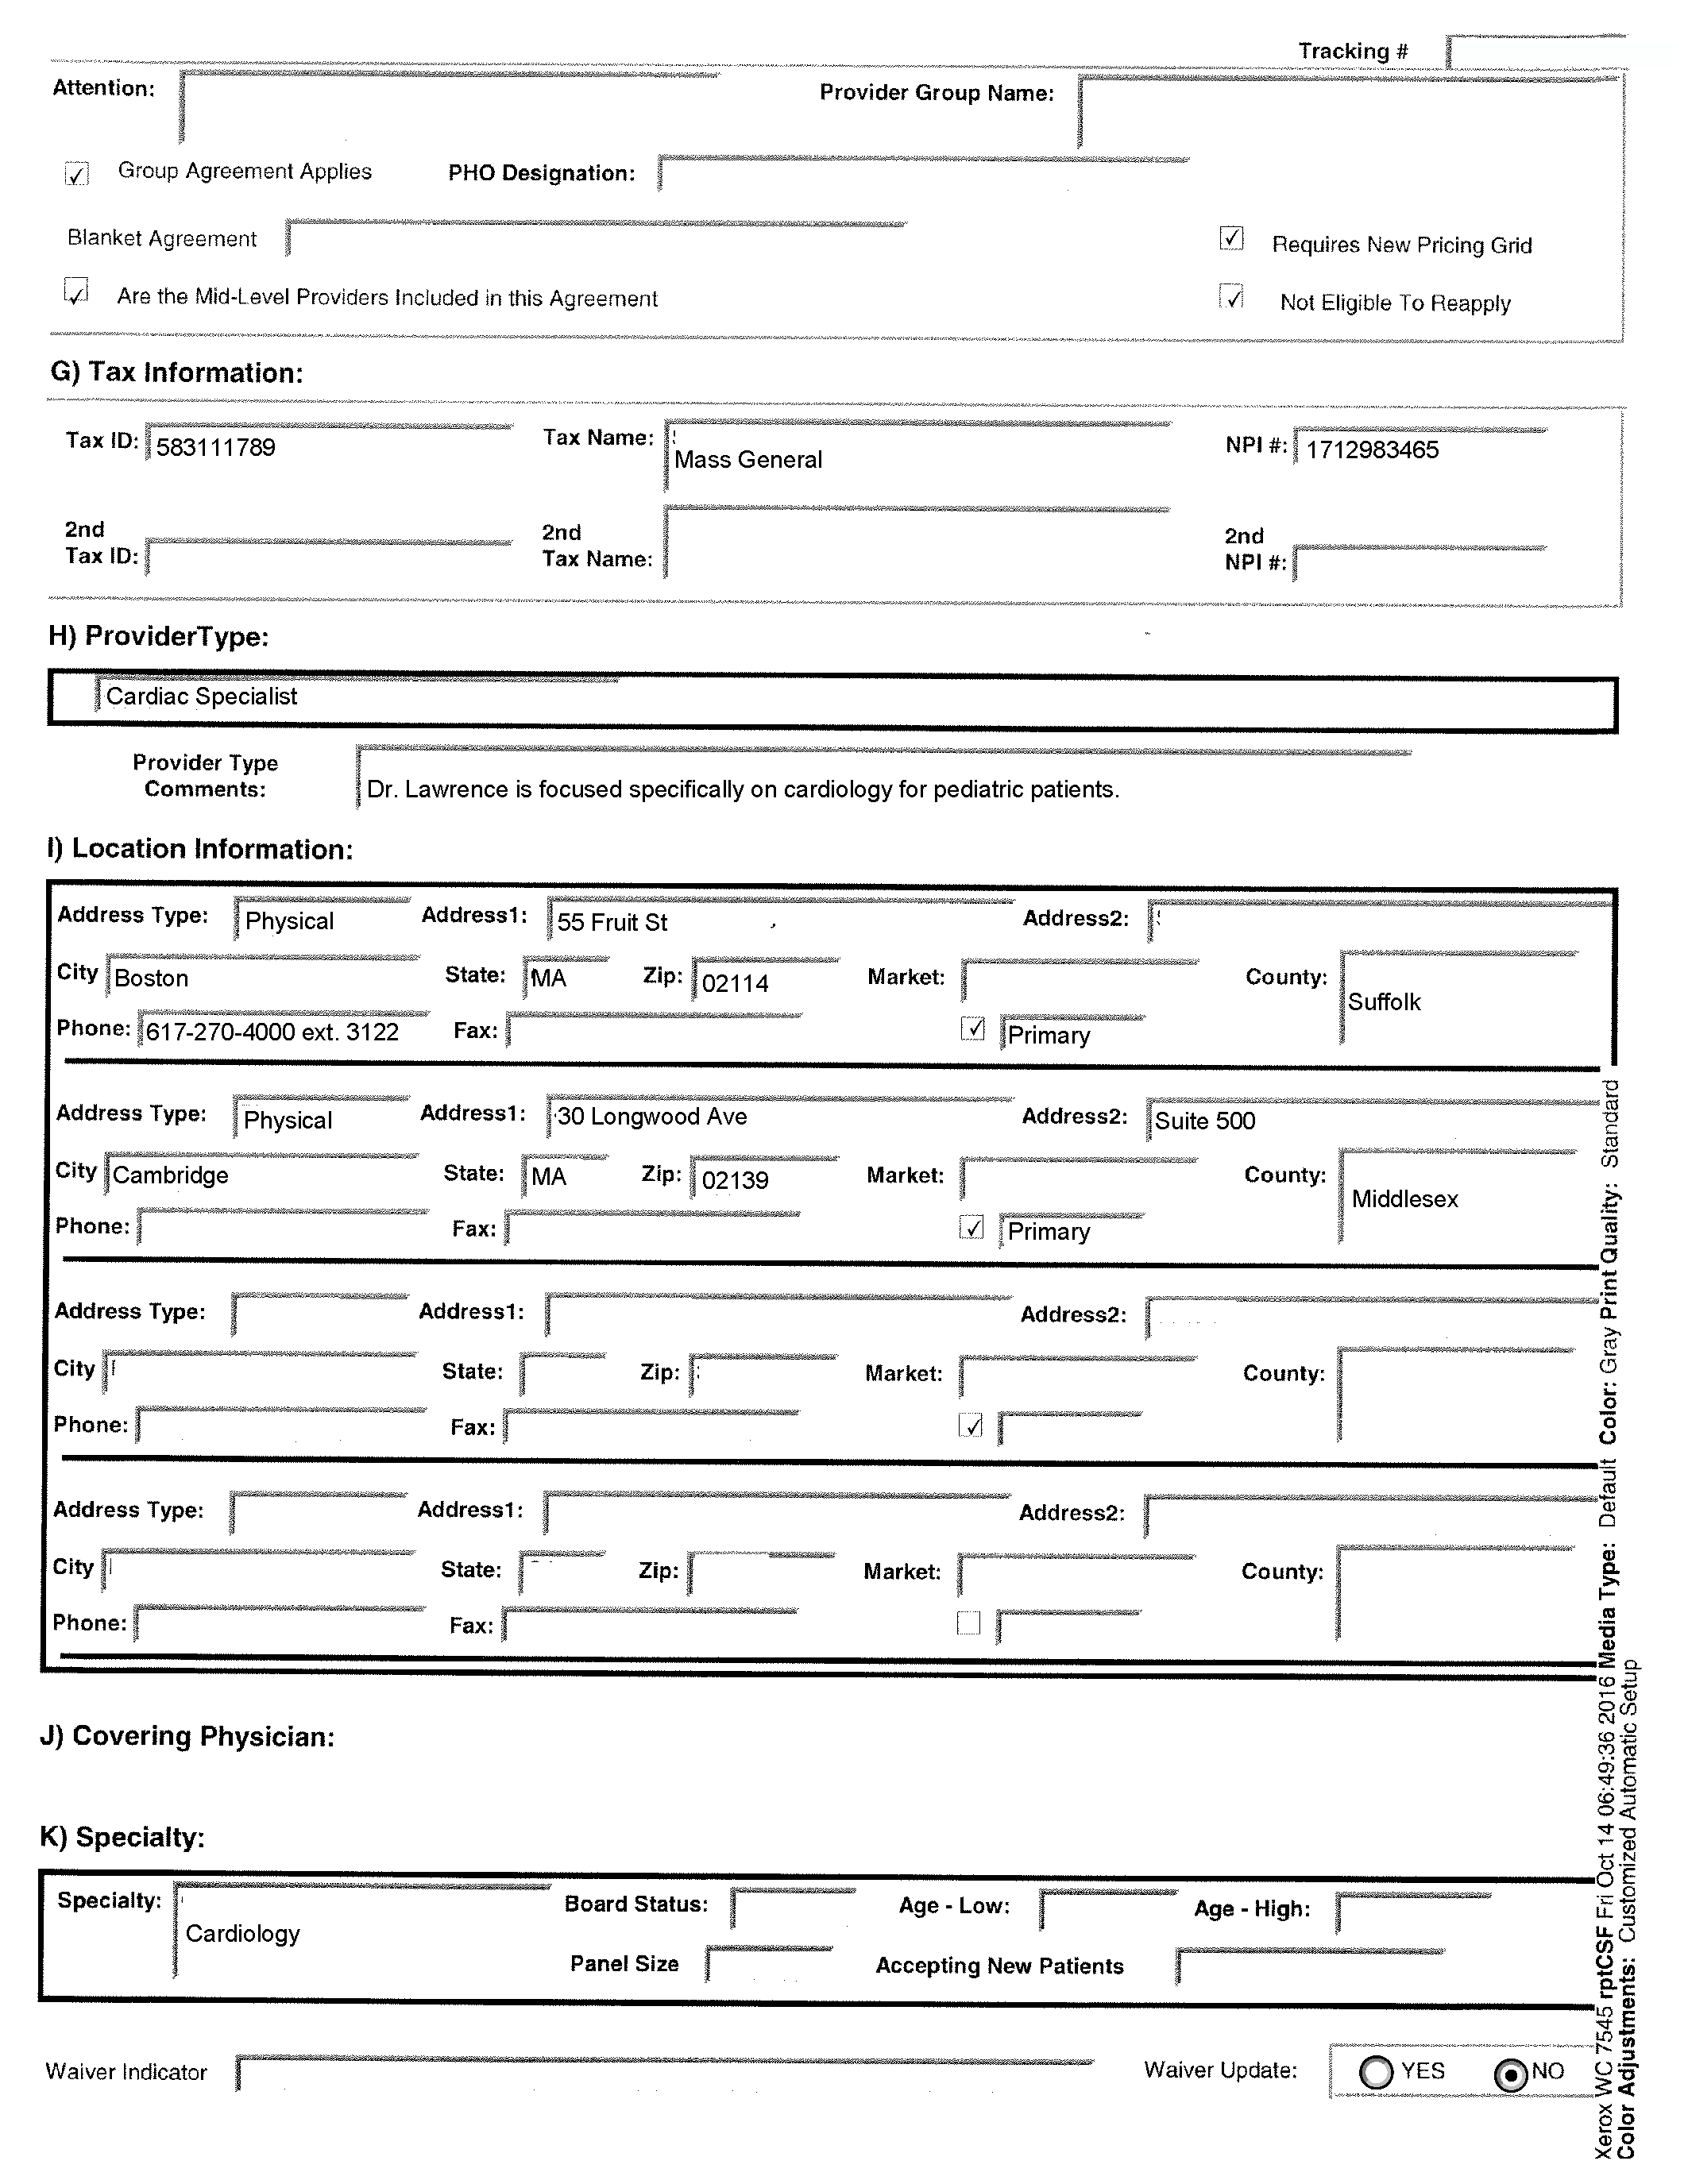 Tracking #
Attention: Provider Group Name:
✓ Group Agreement Applies PHO Designation:
Blanket Agreement ✓ Requires New Pricing Grid
✓ Are the Mid-Level Providers Included in this Agreement ✓ Not Eligible To Reapply
G) Tax Information:
Tax ID: 583111789 Tax Name: Mass General NPI #: 1712983465
2nd Tax ID: 2nd Tax Name: 2nd NPI #:
H) ProviderType:
Cardiac Specialist
Provider Type Comments: Dr. Lawrence is focused specifically on cardiology for pediatric patients.
I) Location Information:
Address Type: Physical Address1: 55 Fruit St Address2:
City Boston State: MA Zip: 02114 Market: County: Suffolk
Phone: 617-270-4000 ext. 3122 Fax: ✓ Primary
Address Type: Physical Address1: 30 Longwood Ave Address2: Suite 500
City Cambridge State: MA Zip: 02139 Market: County: Middlesex
Phone: Fax: ✓ Primary
Address Type: Address1: Address2:
City State: Zip: Market: County:
Phone: Fax: ✓
Address Type: Address1: Address2:
City State: Zip: Market: County:
Phone: Fax:
J) Covering Physician:
K) Specialty:
Specialty: Cardiology Board Status: Age - Low: Age - High:
Panel Size Accepting New Patients
Waiver Indicator Waiver Update: YES NO
Xerox WC 7545 rptCSF Fri Oct 14 06:49:36 2016 Media Type: Default Color: Gray Print Quality: Standard
Color Adjustments: Customized Automatic Setup